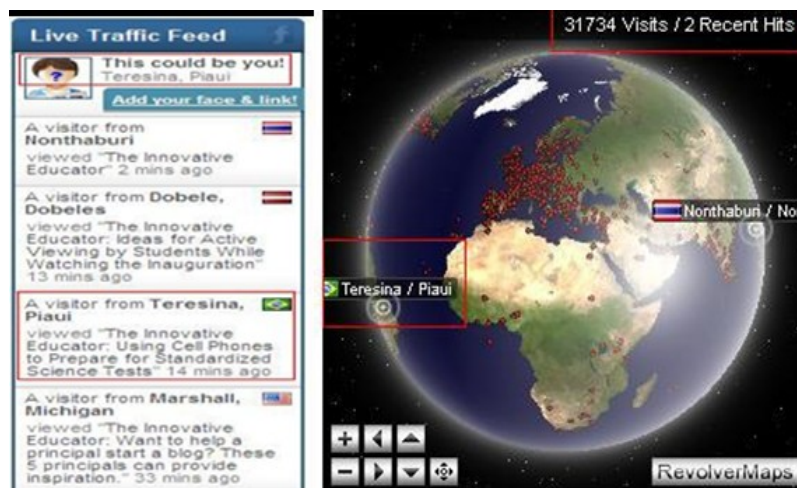 Live Traffic Feed
This could be you!
Teresina, Piaui
Add your face & link!
A visitor from
Nonthaburi
viewed "The Innovative
Educator" 2 mins ago
A visitor from Dobele,
Dobeles
viewed "The Innovative
Educator: Ideas for Active
Viewing by Students While
Watching the Inauguration"
13 mins ago
A visitor from Teresina,
Piaui
viewed "The Innovative
Educator: Using Cell Phones
to Prepare for Standardized
Science Tests" 14 mins ago
A visitor from Marshall,
Michigan
viewed "The Innovative
Educator: Want to help a
principal start a blog? These
5 principals can provide
inspiration." 33 mins ago
31734 Visits / 2 Recent Hits
Nonthaburi / No
Teresina / Piaui
RevolverMaps